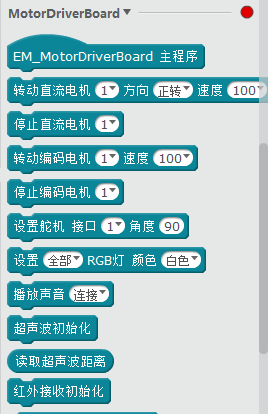 MotorDriverBoard
EM_MotorDriverBoard 主程序
转动直流电机 1 方向 正转 速度 100
停止直流电机 1
转动编码电机 1 速度 100
停止编码电机 1
设置舵机 接口 1 角度 90
设置 全部 RGB灯 颜色 白色
播放声音 连接
超声波初始化
读取超声波距离
红外接收初始化